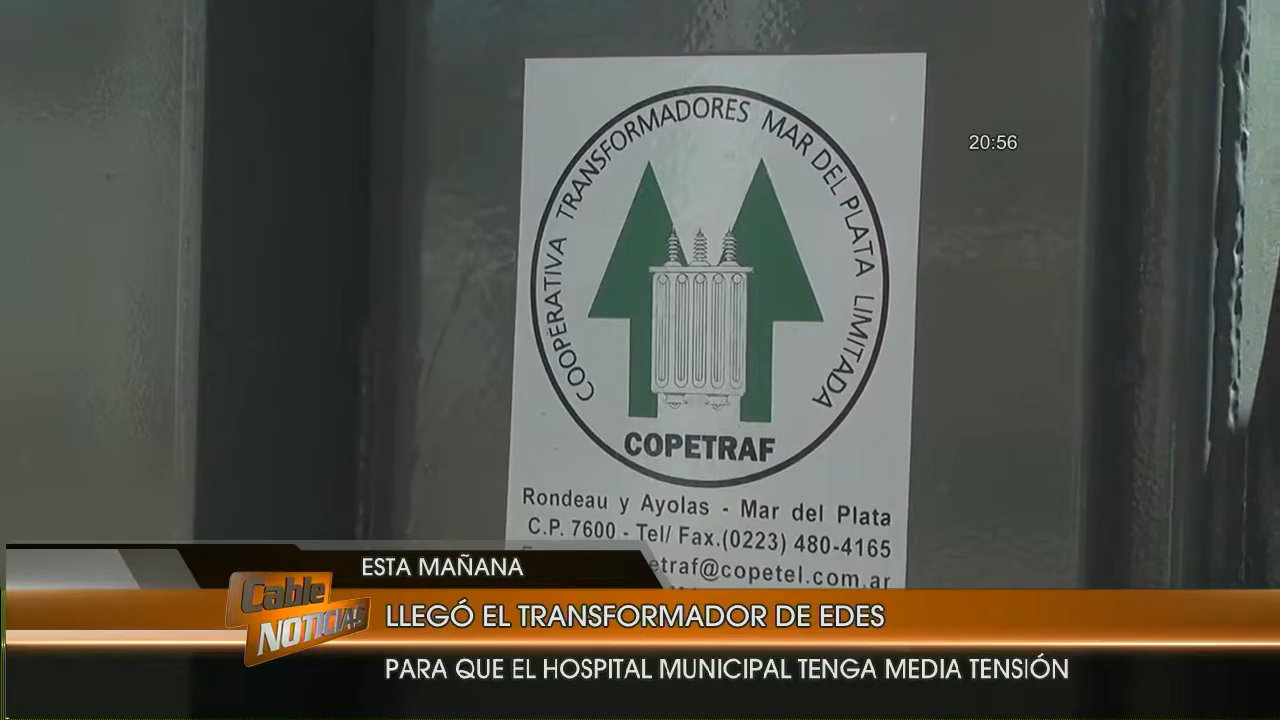 COOPERATIVA TRANSFORMADORES MAR DEL PLATA LIMITADA
20:56
COPETRAF
Rondeau y Ayolas - Mar del Plata
C.P. 7600 - Tel/ Fax.(0223) 480-4165
etraf@copetel.com.ar
ESTA MAÑANA
Cable
NOTICIAS
LLEGÓ EL TRANSFORMADOR DE EDES
PARA QUE EL HOSPITAL MUNICIPAL TENGA MEDIA TENSIÓN